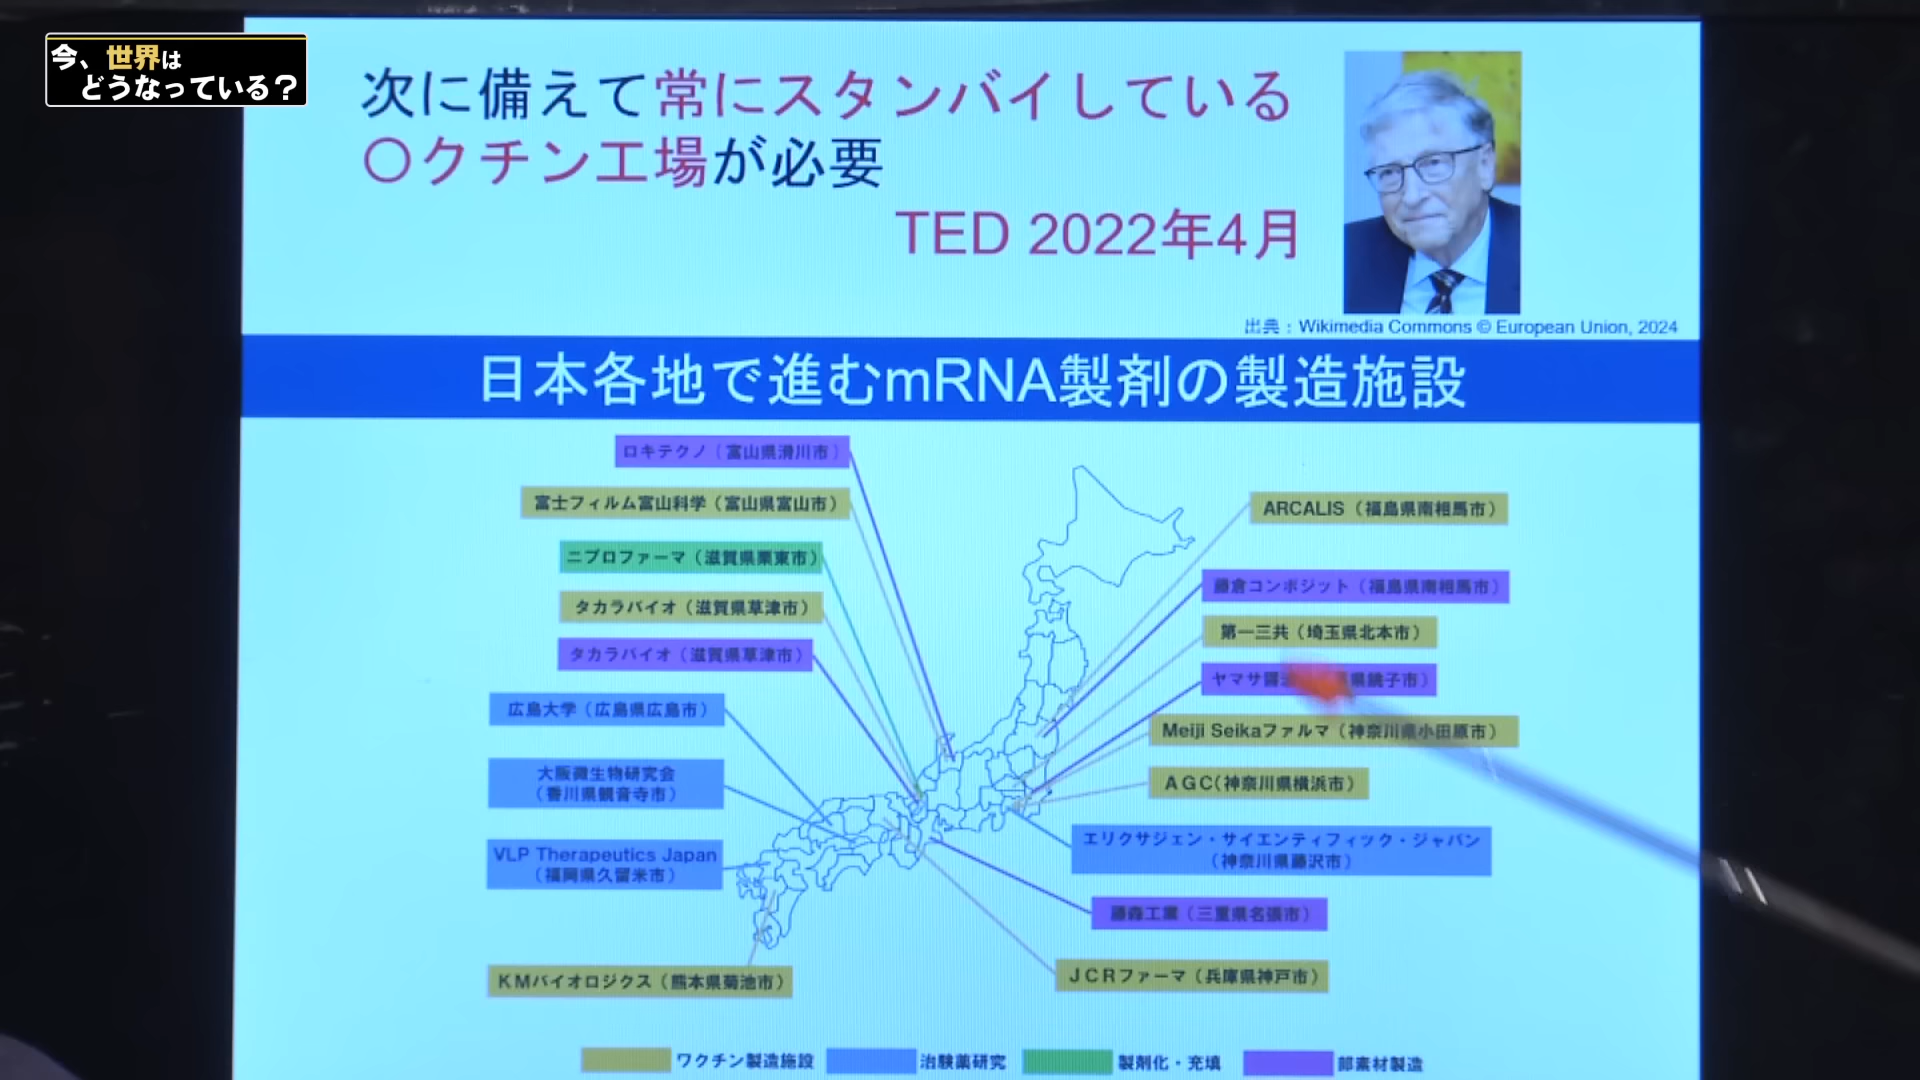 今、世界は
どうなっている?
次に備えて常にスタンバイしている
〇クチン工場が必要
TED 2022年4月
出典：Wikimedia Commons © European Union, 2024
日本各地で進むmRNA製剤の製造施設
ロキテクノ（富山県滑川市）
富士フィルム富山科学（富山県富山市）
ニプロファーマ（滋賀県栗東市）
タカラバイオ（滋賀県草津市）
タカラバイオ（滋賀県草津市）
広島大学（広島県広島市）
大阪微生物研究会
（香川県観音寺市）
VLP Therapeutics Japan
（福岡県久留米市）
KMバイオロジクス（熊本県菊池市）
ARCALIS（福島県南相馬市）
藤倉コンポジット（福島県南相馬市）
第一三共（埼玉県北本市）
ヤマサ 県銚子市）
Meiji Seikaファルマ（神奈川県小田原市）
AGC(神奈川県横浜市）
エリクサジェン・サイエンティフィック・ジャパン
（神奈川県藤沢市）
藤森工業（三重県名張市）
JCRファーマ（兵庫県神戸市）
ワクチン製造施設
治験薬研究
製剤化・充填
部素材製造